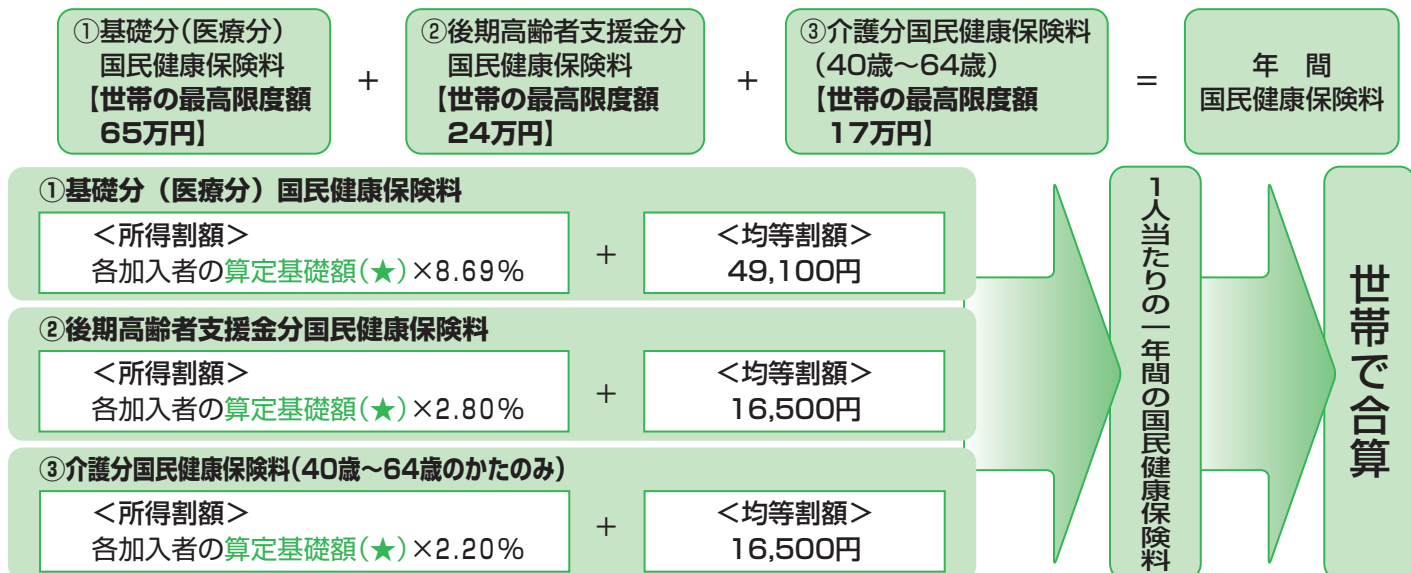 ①基礎分(医療分)
国民健康保険料
【世帯の最高限度額
65万円】
＋
②後期高齢者支援金分
国民健康保険料
【世帯の最高限度額
24万円】
＋
③介護分国民健康保険料
(40歳～64歳)
【世帯の最高限度額
17万円】
＝
年　間
国民健康保険料
①基礎分（医療分）国民健康保険料
＜所得割額＞
各加入者の算定基礎額(★)×8.69％
＋
＜均等割額＞
49,100円
②後期高齢者支援金分国民健康保険料
＜所得割額＞
各加入者の算定基礎額(★)×2.80％
＋
＜均等割額＞
16,500円
③介護分国民健康保険料(40歳～64歳のかたのみ)
＜所得割額＞
各加入者の算定基礎額(★)×2.20％
＋
＜均等割額＞
16,500円
1人当たりの一年間の国民健康保険料
世帯で合算